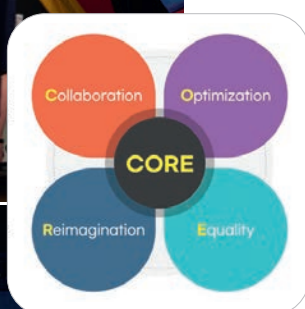 Collaboration
Optimization
CORE
Reimagination
Equality